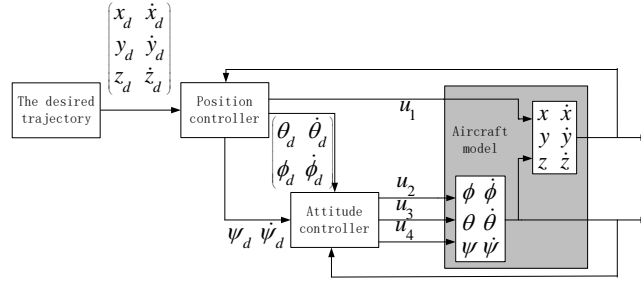 x_d ẋ_d
y_d ẏ_d
z_d ż_d
The desired
trajectory
Position
controller
u_1
θ_d θ̇_d
ϕ_d ϕ̇_d
Aircraft
model
x ẋ
y ẏ
z ż
ψ_d ψ̇_d
Attitude
controller
u_2
u_3
u_4
ϕ ϕ̇
θ θ̇
ψ ψ̇